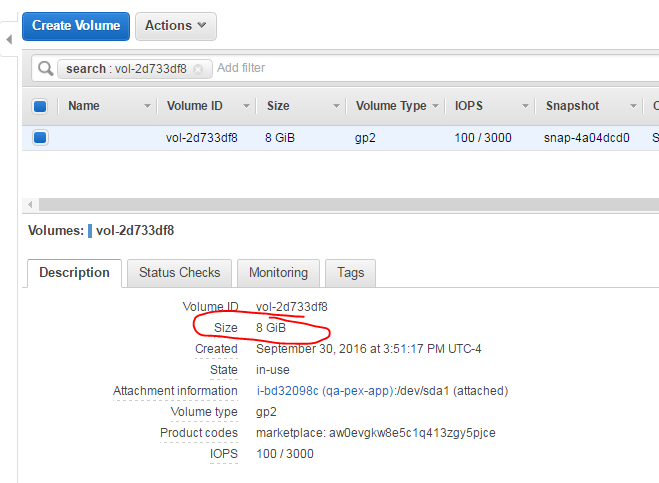 Create Volume Actions
search : vol-2d733df8 Add filter
Name Volume ID Size Volume Type IOPS Snapshot C
vol-2d733df8 8 GiB gp2 100 / 3000 snap-4a04dcd0 S
Volumes: vol-2d733df8
Description Status Checks Monitoring Tags
Volume ID vol-2d733df8
Size 8 GiB
Created September 30, 2016 at 3:51:17 PM UTC-4
State in-use
Attachment information i-bd32098c (qa-pex-app):/dev/sda1 (attached)
Volume type gp2
Product codes marketplace: aw0evgkw8e5c1q413zgy5pjce
IOPS 100 / 3000